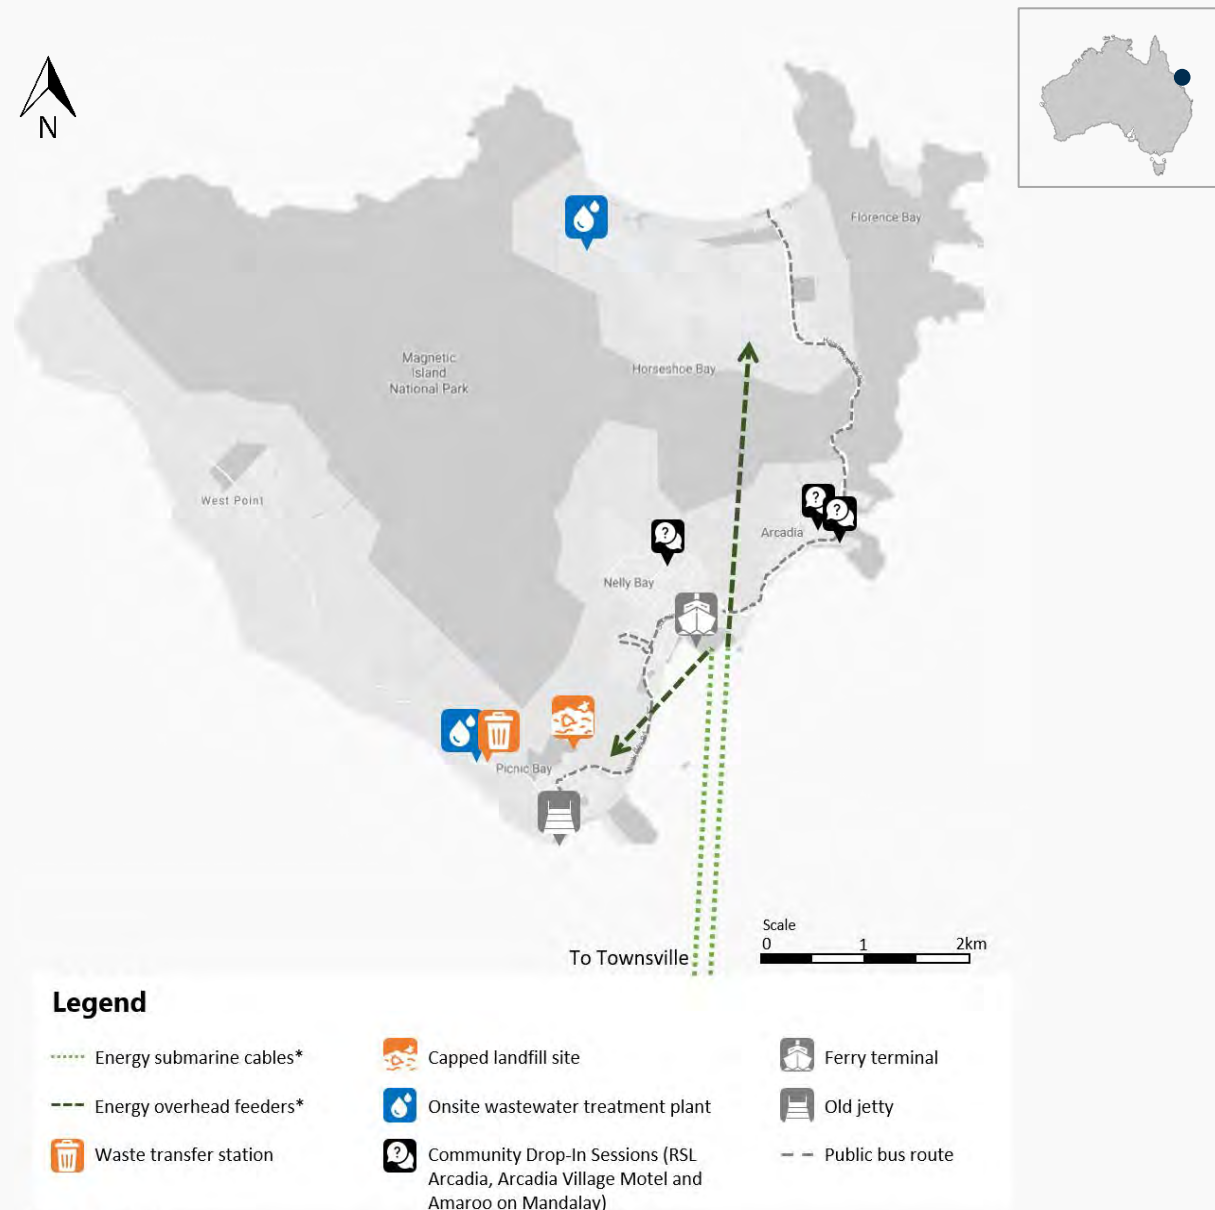 N
Florence Bay
Magnetic
Island
National Park
Horseshoe Bay
West Point
Arcadia
Nelly Bay
Picnic Bay
Scale
0 1 2km
To Townsville
Legend
Energy submarine cables*
Capped landfill site
Ferry terminal
Energy overhead feeders*
Onsite wastewater treatment plant
Old jetty
Waste transfer station
Community Drop-In Sessions (RSL
Arcadia, Arcadia Village Motel and
Amaroo on Mandalay)
Public bus route